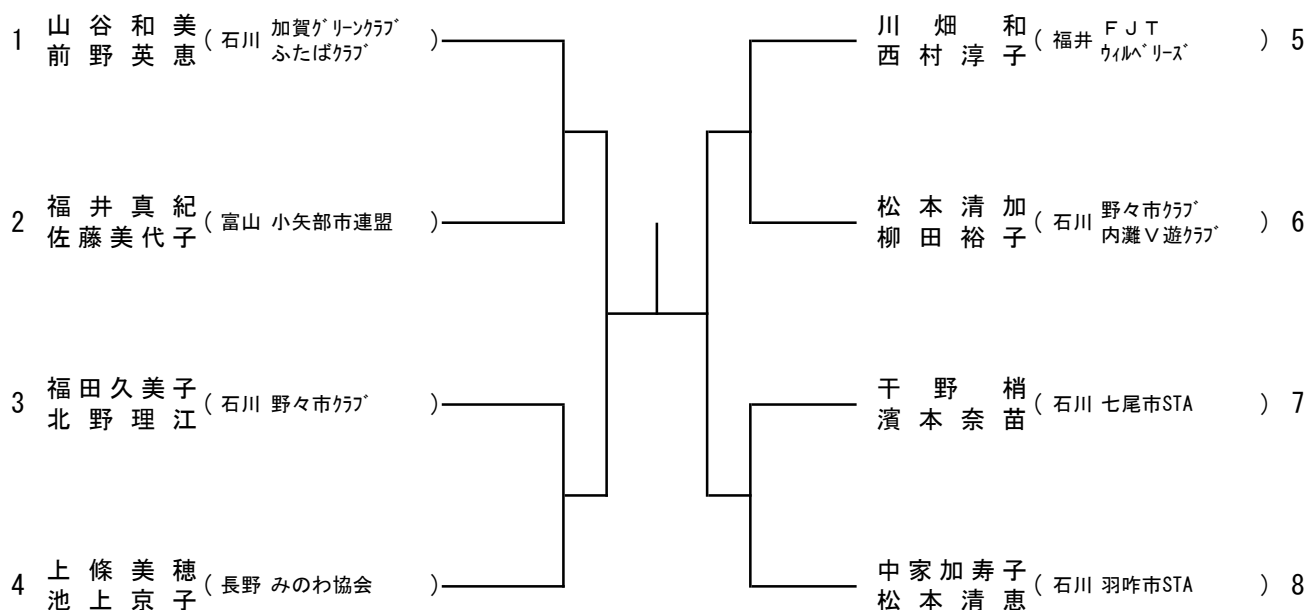 1 山谷和美 ( 石川 加賀グリーンクラブ )
前野英恵 ふたばクラブ
2 福井真紀 ( 富山 小矢部市連盟 )
佐藤美代子
3 福田久美子 ( 石川 野々市クラブ )
北野理江
4 上條美穂 ( 長野 みのわ協会 )
池上京子
川畑和 ( 福井 FJT ) 5
西村淳子 ウィルベリーズ
松本清加 ( 石川 野々市クラブ ) 6
柳田裕子 内灘V遊クラブ
干野梢 ( 石川 七尾市STA ) 7
濱本奈苗
中家加寿子 ( 石川 羽咋市STA ) 8
松本清恵